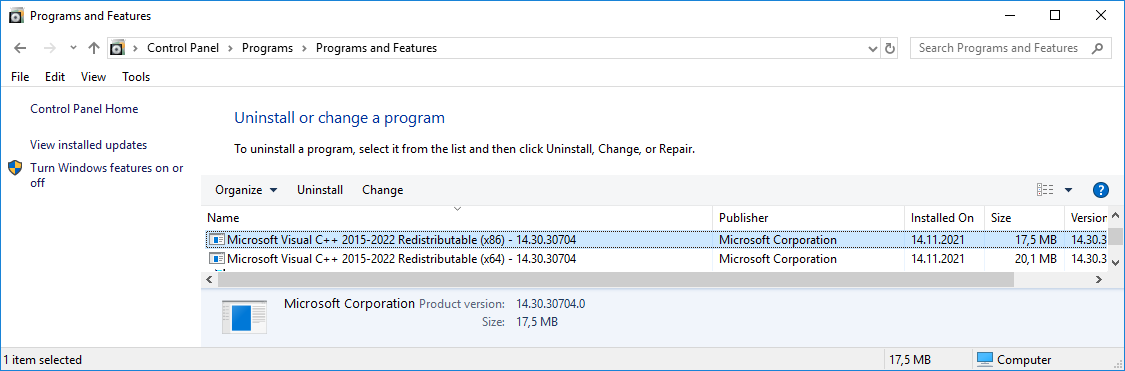 Programs and Features
Control Panel Programs Programs and Features Search Programs and Features
File Edit View Tools
Control Panel Home
View installed updates
Turn Windows features on or
off
Uninstall or change a program
To uninstall a program, select it from the list and then click Uninstall, Change, or Repair.
Organize Uninstall Change ?
Name Publisher Installed On Size Version
Microsoft Visual C++ 2015-2022 Redistributable (x86) - 14.30.30704 Microsoft Corporation 14.11.2021 17,5 MB 14.30.3
Microsoft Visual C++ 2015-2022 Redistributable (x64) - 14.30.30704 Microsoft Corporation 14.11.2021 20,1 MB 14.30.3
Microsoft Corporation Product version: 14.30.30704.0
Size: 17,5 MB
1 item selected 17,5 MB Computer